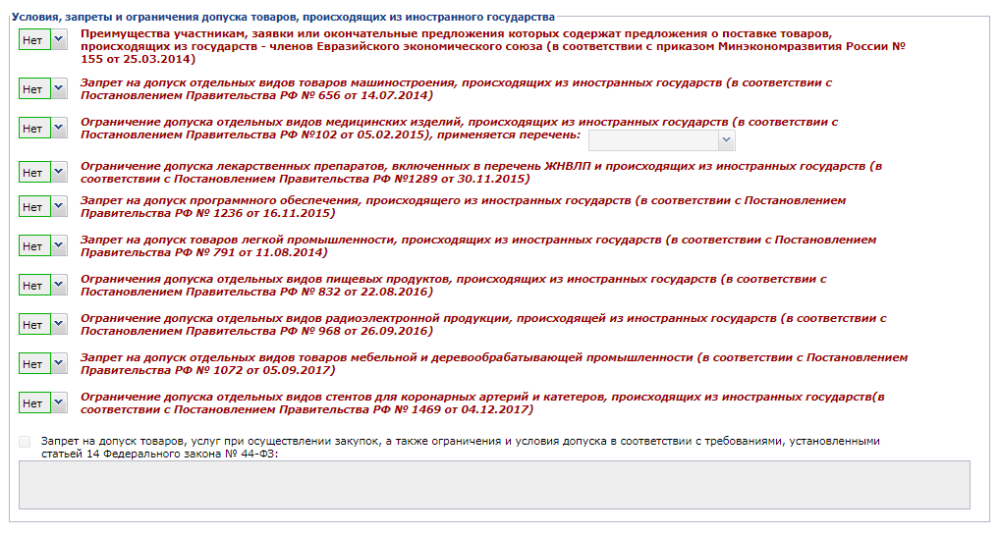 Условия, запреты и ограничения допуска товаров, происходящих из иностранного государства
Нет
Преимущества участникам, заявки или окончательные предложения которых содержат предложения о поставке товаров,
происходящих из государств - членов Евразийского экономического союза (в соответствии с приказом Минэкономразвития России №
155 от 25.03.2014)
Нет
Запрет на допуск отдельных видов товаров машиностроения, происходящих из иностранных государств (в соответствии с
Постановлением Правительства РФ № 656 от 14.07.2014)
Нет
Ограничение допуска отдельных видов медицинских изделий, происходящих из иностранных государств (в соответствии с
Постановлением Правительства РФ №102 от 05.02.2015), применяется перечень:
Нет
Ограничение допуска лекарственных препаратов, включенных в перечень ЖНВЛП и происходящих из иностранных государств (в
соответствии с Постановлением Правительства РФ №1289 от 30.11.2015)
Нет
Запрет на допуск программного обеспечения, происходящего из иностранных государств (в соответствии с Постановлением
Правительства РФ № 1236 от 16.11.2015)
Нет
Запрет на допуск товаров легкой промышленности, происходящих из иностранных государств (в соответствии с Постановлением
Правительства РФ № 791 от 11.08.2014)
Нет
Ограничения допуска отдельных видов пищевых продуктов, происходящих из иностранных государств (в соответствии с
Постановлением Правительства РФ № 832 от 22.08.2016)
Нет
Ограничение допуска отдельных видов радиоэлектронной продукции, происходящей из иностранных государств (в соответствии с
Постановлением Правительства РФ № 968 от 26.09.2016)
Нет
Запрет на допуск отдельных видов товаров мебельной и деревообрабатывающей промышленности (в соответствии с Постановлением
Правительства РФ № 1072 от 05.09.2017)
Нет
Ограничение допуска отдельных видов стентов для коронарных артерий и катетеров, происходящих из иностранных государств(в
соответствии с Постановлением Правительства РФ № 1469 от 04.12.2017)
Запрет на допуск товаров, услуг при осуществлении закупок, а также ограничения и условия допуска в соответствии с требованиями, установленными
статьей 14 Федерального закона № 44-ФЗ: